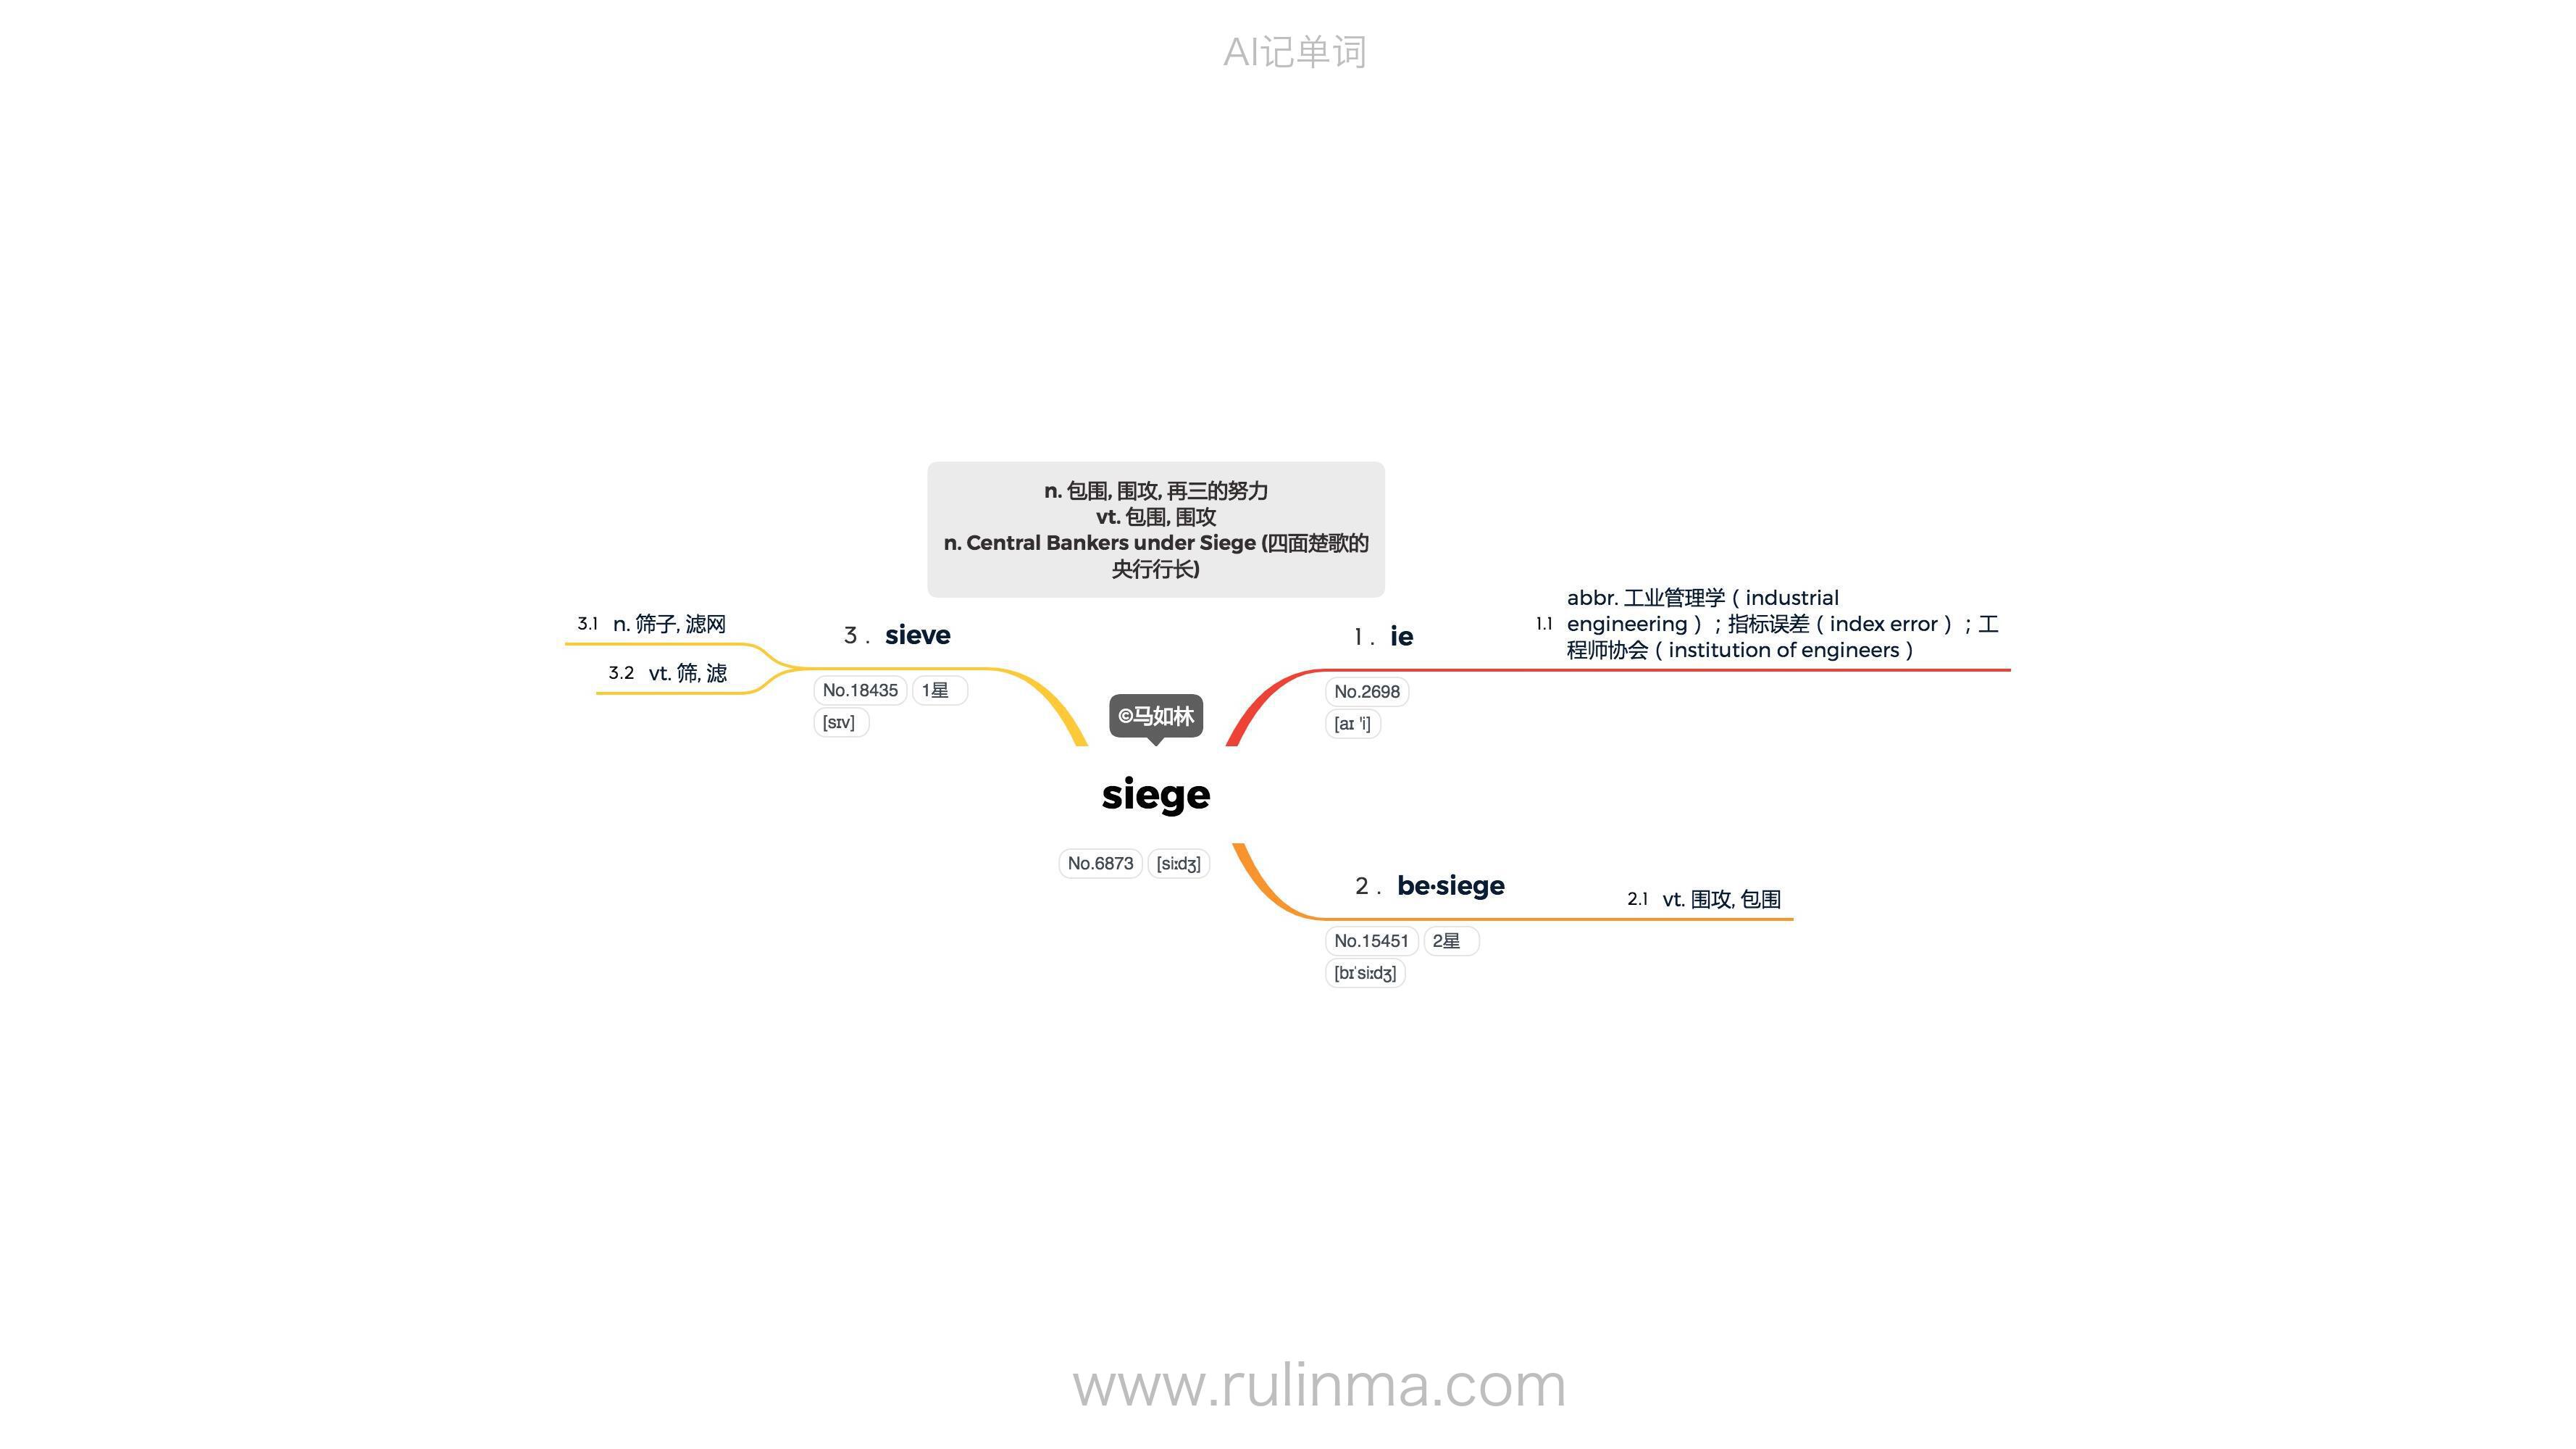 AI记单词
n. 包围, 围攻, 再三的努力
vt. 包围, 围攻
n. Central Bankers under Siege (四面楚歌的
央行行长)
©马如林
siege
No.6873 [siːdʒ]
1 . ie
No.2698
[aɪ 'i]
1.1 abbr. 工业管理学（industrial
engineering）；指标误差（index error）；工
程师协会（institution of engineers）
2 . be·siege
No.15451 2星
[bɪˈsiːdʒ]
2.1 vt. 围攻, 包围
3 . sieve
No.18435 1星
[sɪv]
3.1 n. 筛子, 滤网
3.2 vt. 筛, 滤
www.rulinma.com